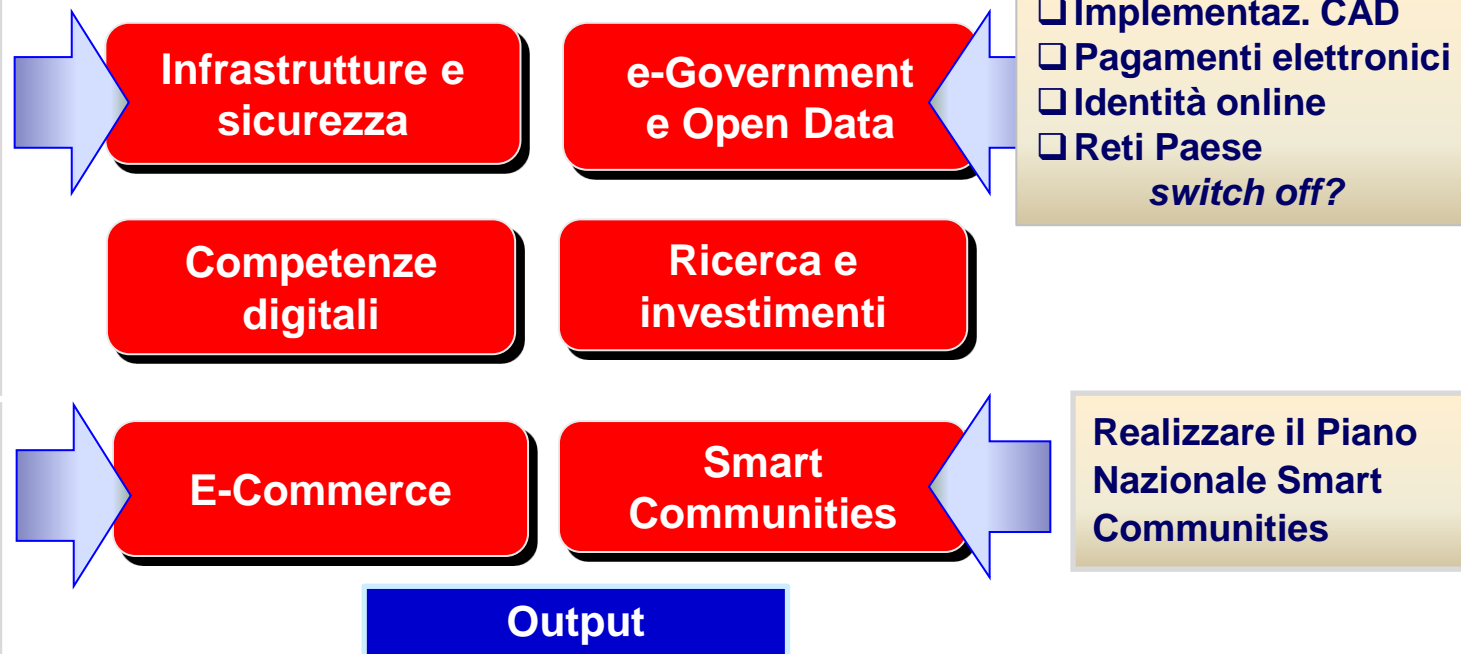 Infrastrutture e
sicurezza
e-Government
e Open Data
❑ Implementaz. CAD
❑ Pagamenti elettronici
❑ Identità online
❑ Reti Paese
switch off?
Competenze
digitali
Ricerca e
investimenti
E-Commerce
Smart
Communities
Realizzare il Piano
Nazionale Smart
Communities
Output